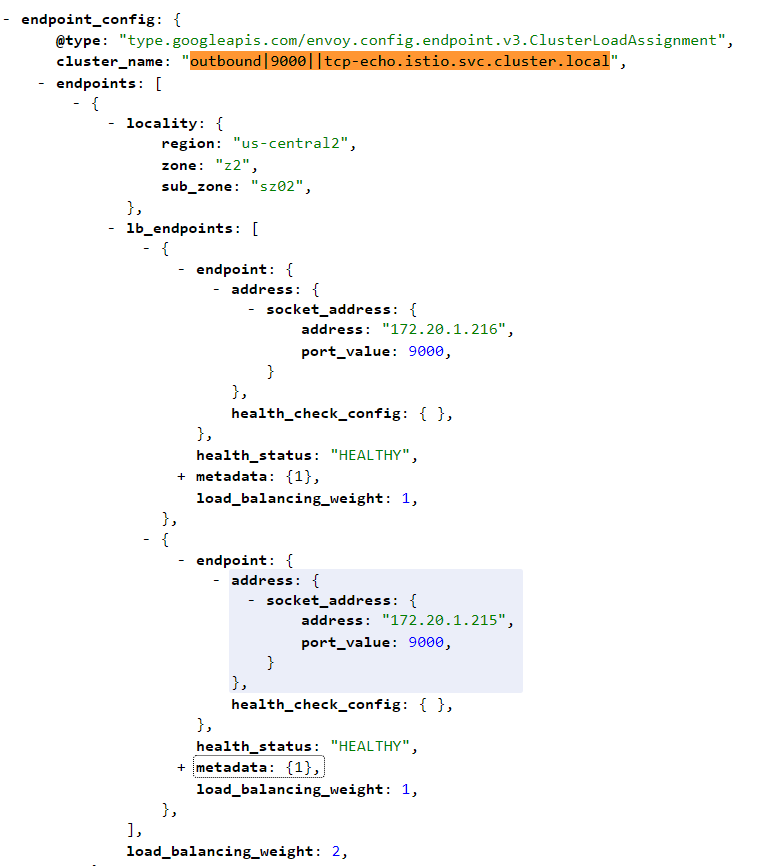 - endpoint_config: {
@type: "type.googleapis.com/envoy.config.endpoint.v3.ClusterLoadAssignment",
cluster_name: "outbound|9000||tcp-echo.istio.svc.cluster.local",
- endpoints: [
- {
- locality: {
region: "us-central2",
zone: "z2",
sub_zone: "sz02",
},
- lb_endpoints: [
- {
- endpoint: {
- address: {
- socket_address: {
address: "172.20.1.216",
port_value: 9000,
}
},
health_check_config: { },
},
health_status: "HEALTHY",
+ metadata: {1},
load_balancing_weight: 1,
},
- {
- endpoint: {
- address: {
- socket_address: {
address: "172.20.1.215",
port_value: 9000,
}
},
health_check_config: { },
},
health_status: "HEALTHY",
+ metadata: {1},
load_balancing_weight: 1,
},
],
load_balancing_weight: 2,